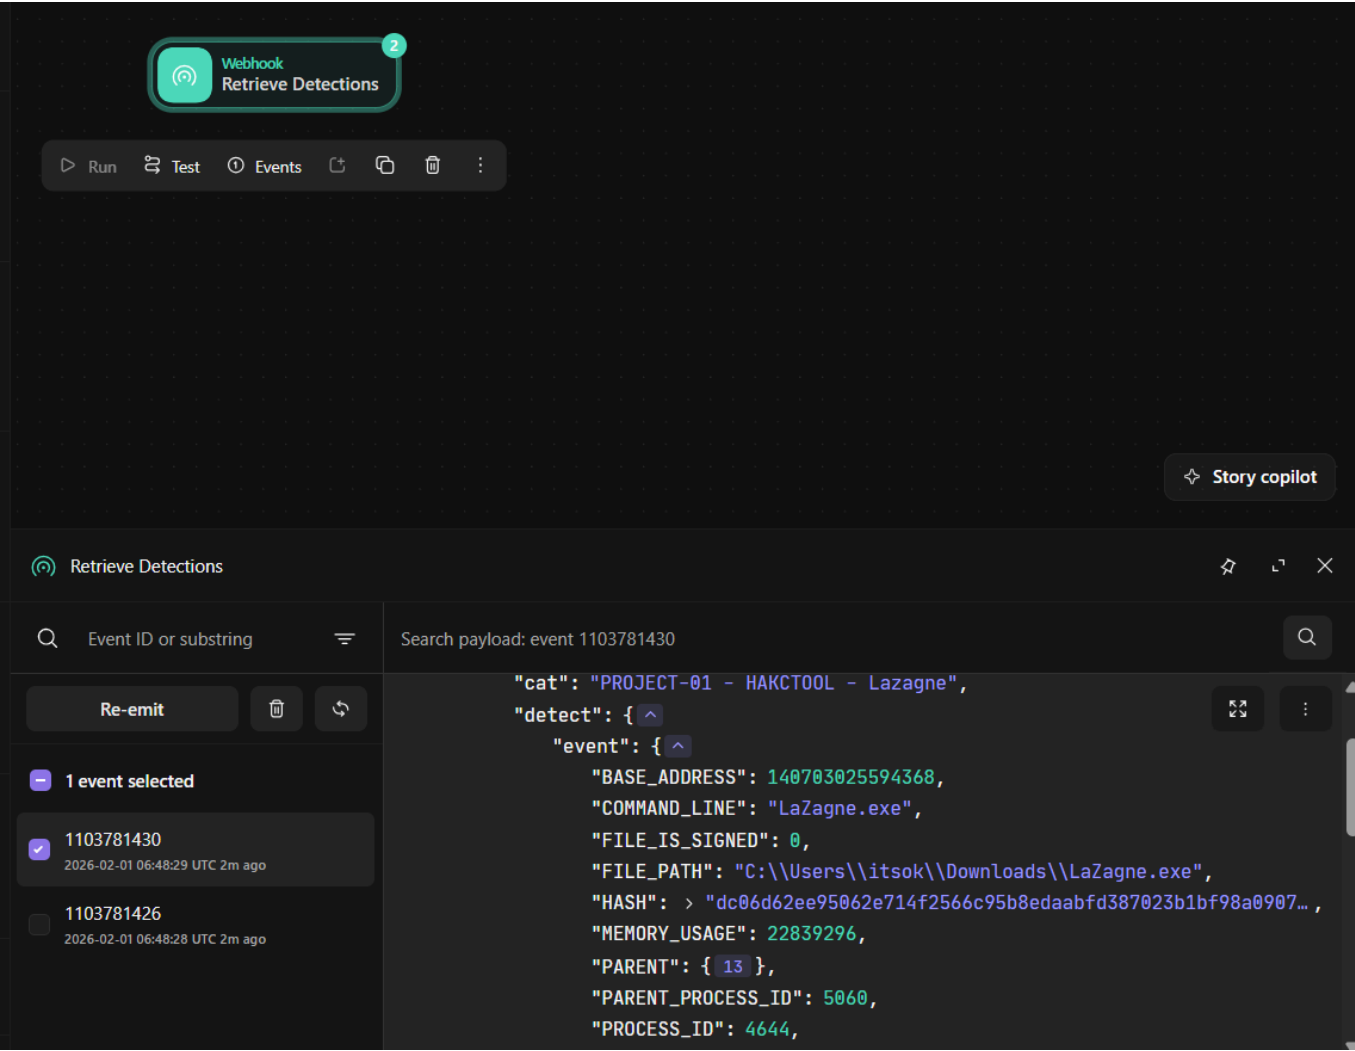 2
Webhook
Retrieve Detections
Run Test Events
Story copilot
Retrieve Detections
Event ID or substring
Search payload: event 1103781430
Re-emit
1 event selected
1103781430
2026-02-01 06:48:29 UTC 2m ago
1103781426
2026-02-01 06:48:28 UTC 2m ago
"cat": "PROJECT-01 - HAKCTOOL - Lazagne",
"detect": {
"event": {
"BASE_ADDRESS": 140703025594368,
"COMMAND_LINE": "LaZagne.exe",
"FILE_IS_SIGNED": 0,
"FILE_PATH": "C:\\Users\\itsok\\Downloads\\LaZagne.exe",
"HASH": > "dc06d62ee95062e714f2566c95b8edaabfd387023b1bf98a0907…,
"MEMORY_USAGE": 22839296,
"PARENT": { 13 },
"PARENT_PROCESS_ID": 5060,
"PROCESS_ID": 4644,